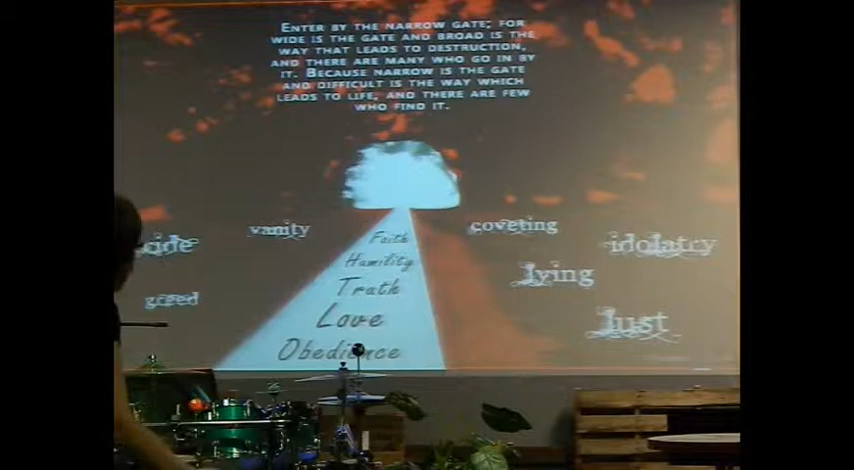 Enter by the narrow gate; for
wide is the gate and broad is the
way that leads to destruction,
and there are many who go in by
it. Because narrow is the gate
and difficult is the way which
leads to life, and there are few
who find it.
Faith
vanity
coveting
cide
idolatry
Humility
lying
Truth
greed
Love
lust
Obedience